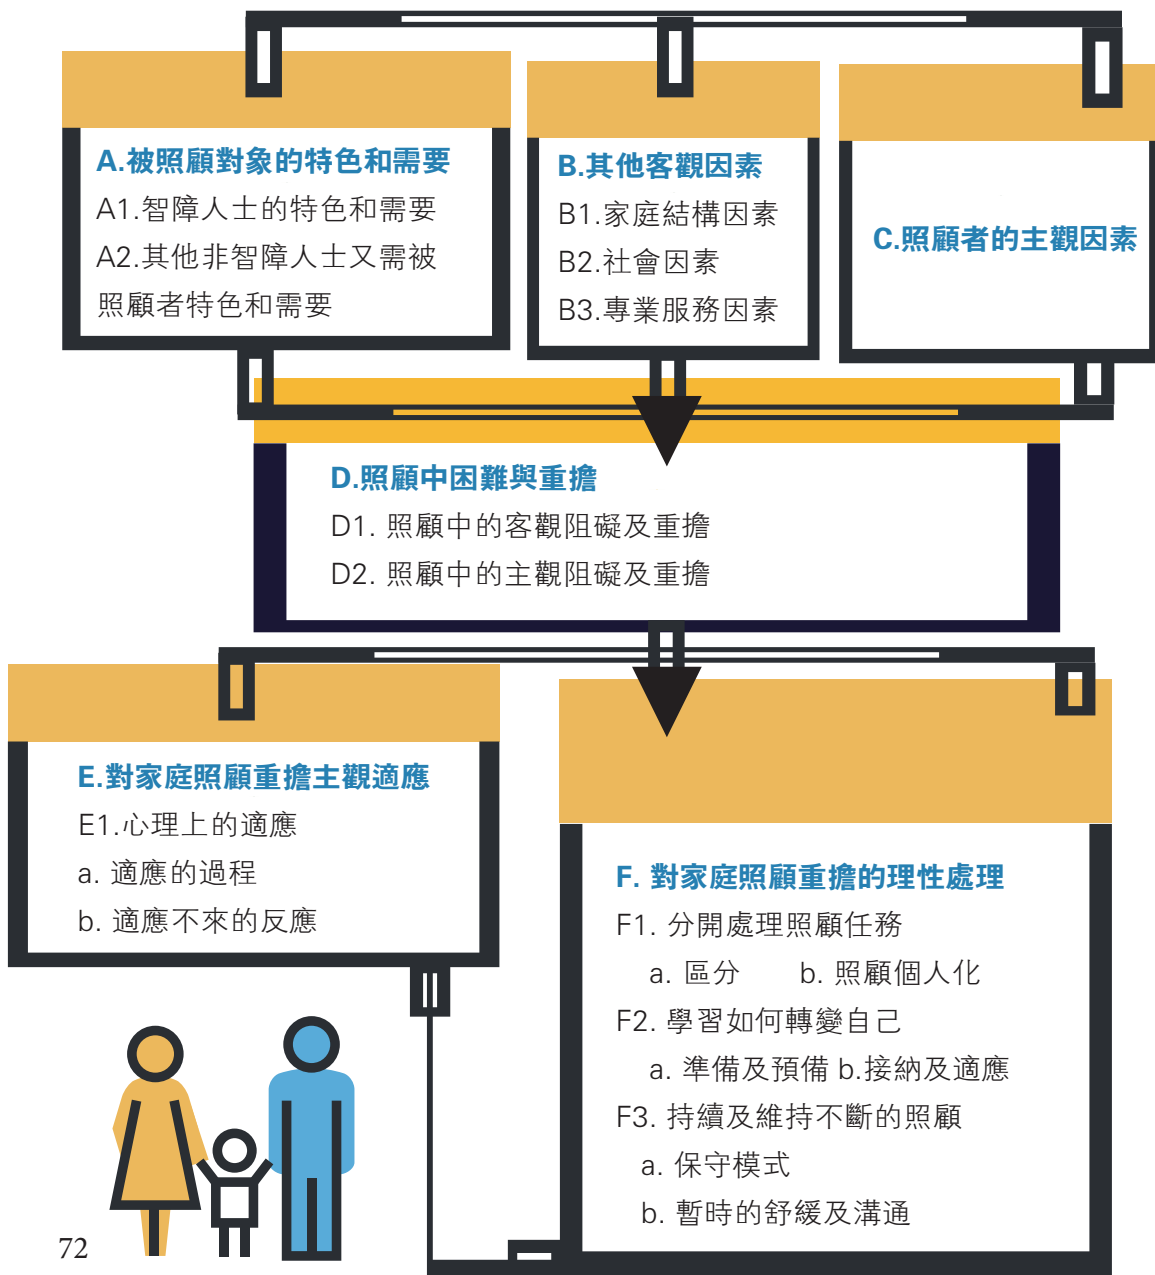 A.被照顧對象的特色和需要
A1.智障人士的特色和需要
A2.其他非智障人士又需被
照顧者特色和需要
B.其他客觀因素
B1.家庭結構因素
B2.社會因素
B3.專業服務因素
C.照顧者的主觀因素
D.照顧中困難與重擔
D1. 照顧中的客觀阻礙及重擔
D2. 照顧中的主觀阻礙及重擔
E.對家庭照顧重擔主觀適應
E1.心理上的適應
a. 適應的過程
b. 適應不來的反應
F. 對家庭照顧重擔的理性處理
F1. 分開處理照顧任務
a. 區分 b. 照顧個人化
F2. 學習如何轉變自己
a. 準備及預備 b.接納及適應
F3. 持續及維持不斷的照顧
a. 保守模式
b. 暫時的舒緩及溝通
72